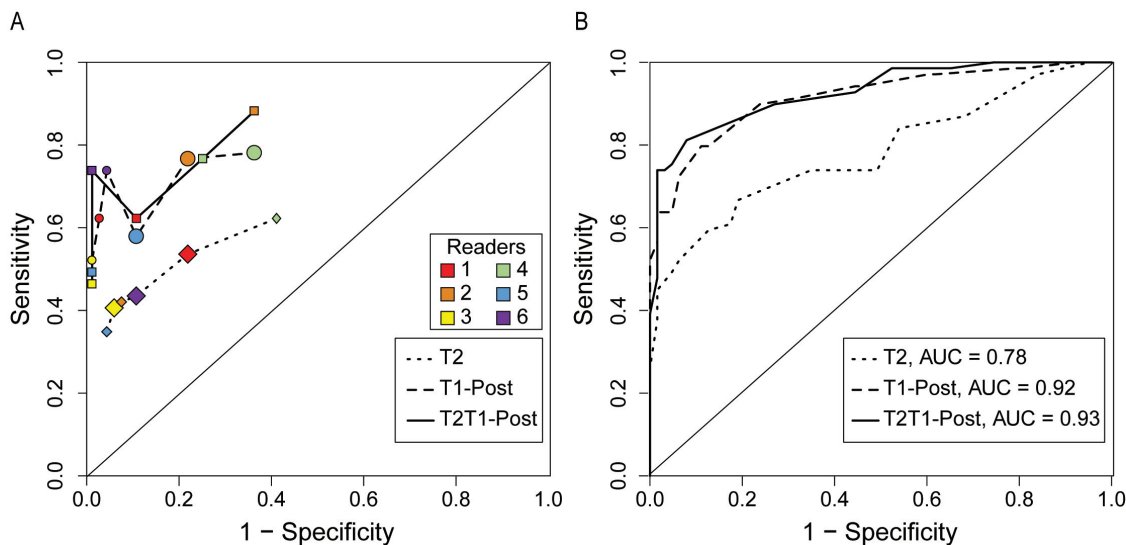 A
Sensitivity
1.0
0.8
0.6
0.4
0.2
0.0
Readers
1 4
2 5
3 6
T2
T1-Post
T2T1-Post
0.0 0.2 0.4 0.6 0.8 1.0
1 − Specificity
B
Sensitivity
1.0
0.8
0.6
0.4
0.2
0.0
T2, AUC = 0.78
T1-Post, AUC = 0.92
T2T1-Post, AUC = 0.93
0.0 0.2 0.4 0.6 0.8 1.0
1 − Specificity